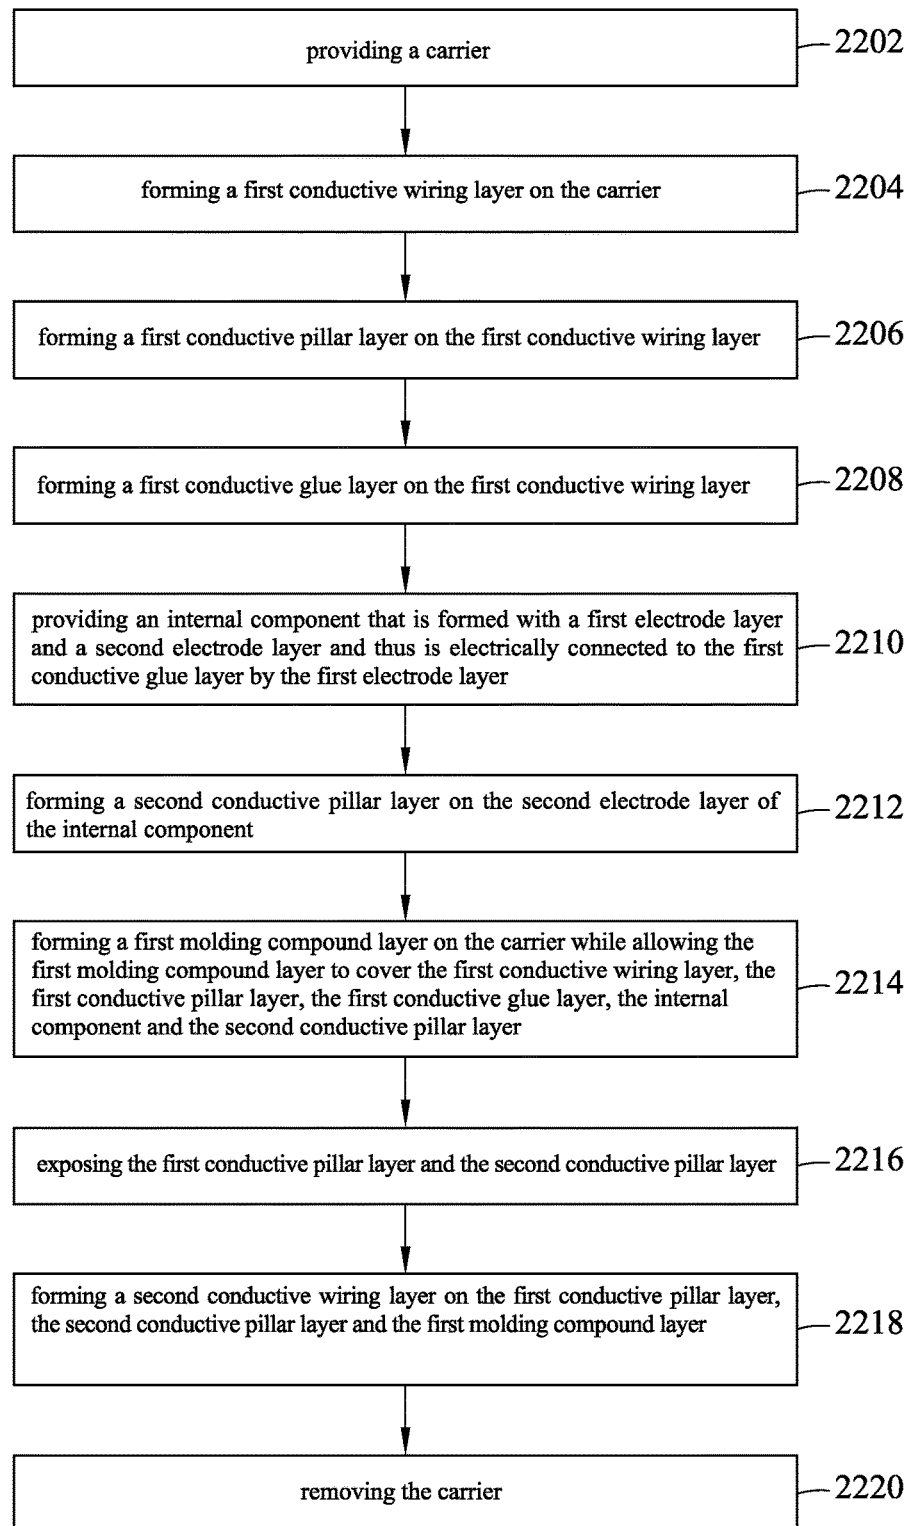 providing a carrier
2202
forming a first conductive wiring layer on the carrier
2204
forming a first conductive pillar layer on the first conductive wiring layer
2206
forming a first conductive glue layer on the first conductive wiring layer
2208
providing an internal component that is formed with a first electrode layer
and a second electrode layer and thus is electrically connected to the first
conductive glue layer by the first electrode layer
2210
forming a second conductive pillar layer on the second electrode layer of
the internal component
2212
forming a first molding compound layer on the carrier while allowing the
first molding compound layer to cover the first conductive wiring layer, the
first conductive pillar layer, the first conductive glue layer, the internal
component and the second conductive pillar layer
2214
exposing the first conductive pillar layer and the second conductive pillar layer
2216
forming a second conductive wiring layer on the first conductive pillar layer,
the second conductive pillar layer and the first molding compound layer
2218
removing the carrier
2220